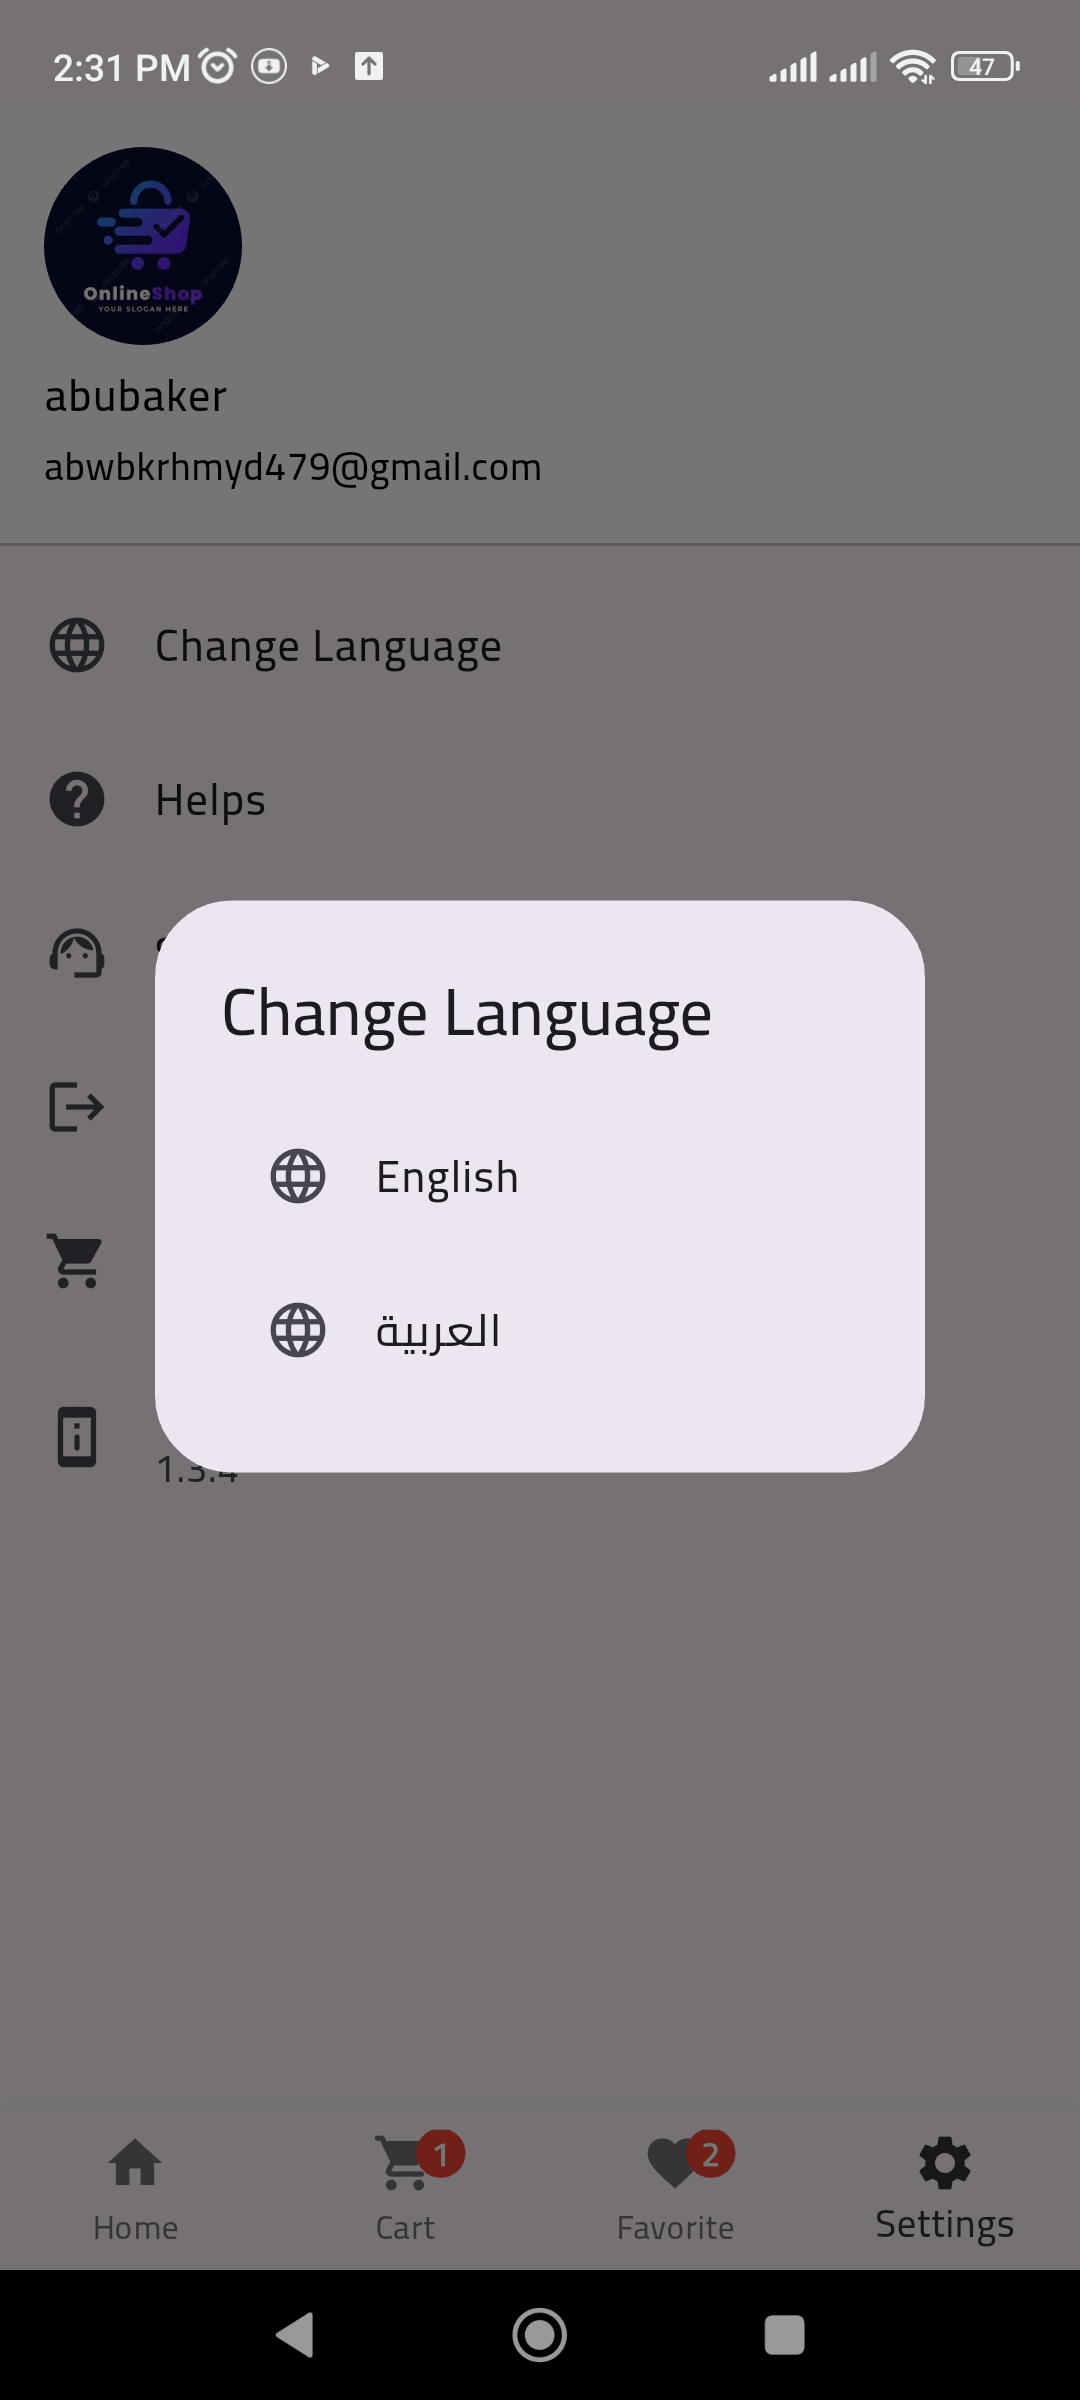 2:31 PM
47
OnlineShop
YOUR SLOGAN HERE
abubaker
abwbkrhmyd479@gmail.com
Change Language
Helps
Change Language
English
العربية
1.3.4
1
2
Home
Cart
Favorite
Settings